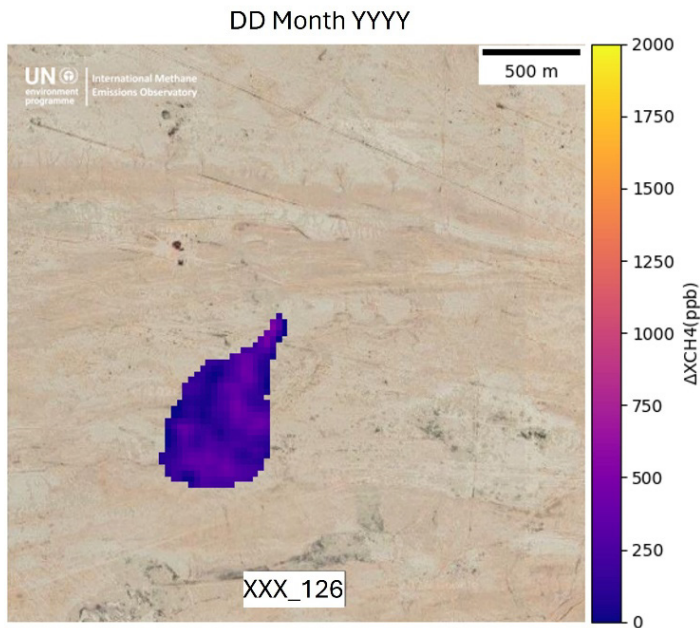 DD Month YYYY
UN
environment
programme
International Methane
Emissions Observatory
500 m
2000
1750
1500
1250
1000
750
500
250
0
ΔXCH4(ppb)
XXX_126